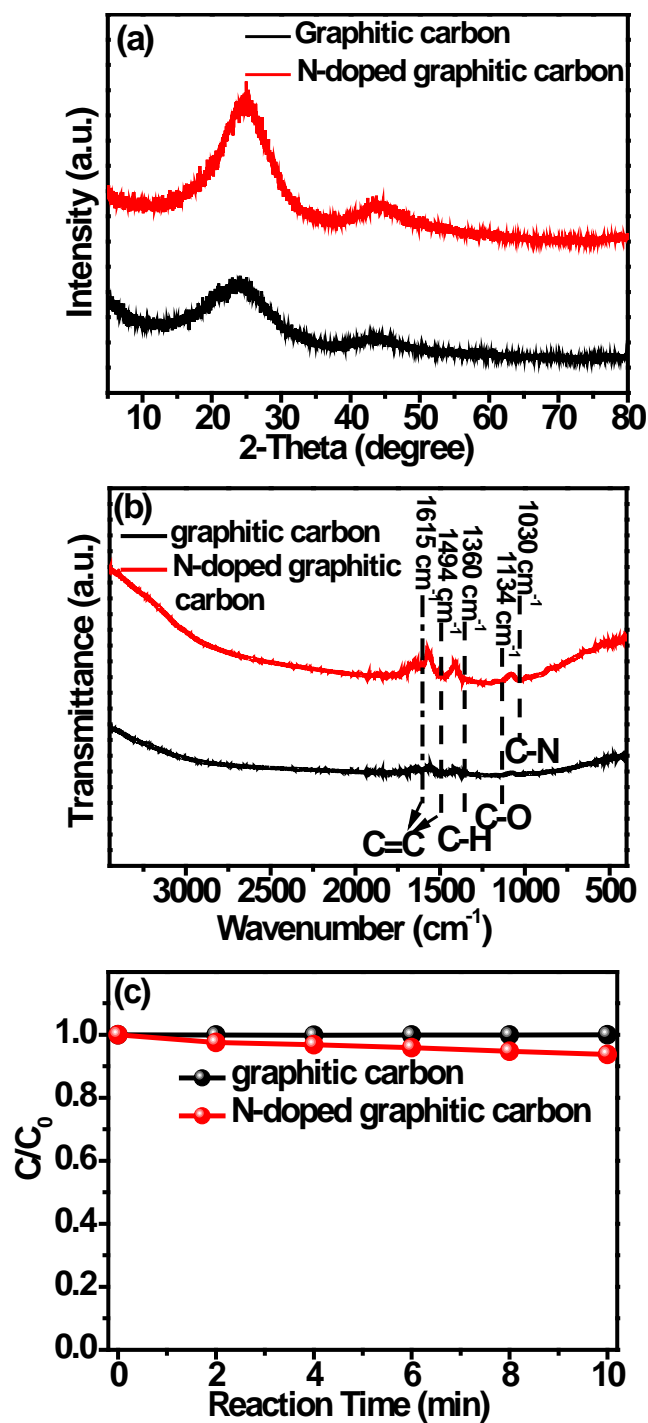 (a)
Graphitic carbon
N-doped graphitic carbon
Intensity (a.u.)
10 20 30 40 50 60 70 80
2-Theta (degree)
(b)
graphitic carbon
N-doped graphitic
carbon
1615 cm⁻¹
1494 cm⁻¹
1360 cm⁻¹
1134 cm⁻¹
1030 cm⁻¹
Transmittance (a.u.)
C-N
C-O
C-H
C=C
3000 2500 2000 1500 1000 500
Wavenumber (cm⁻¹)
(c)
1.0
graphitic carbon
N-doped graphitic carbon
0.8
C/C₀
0.6
0.4
0.2
0.0
0 2 4 6 8 10
Reaction Time (min)